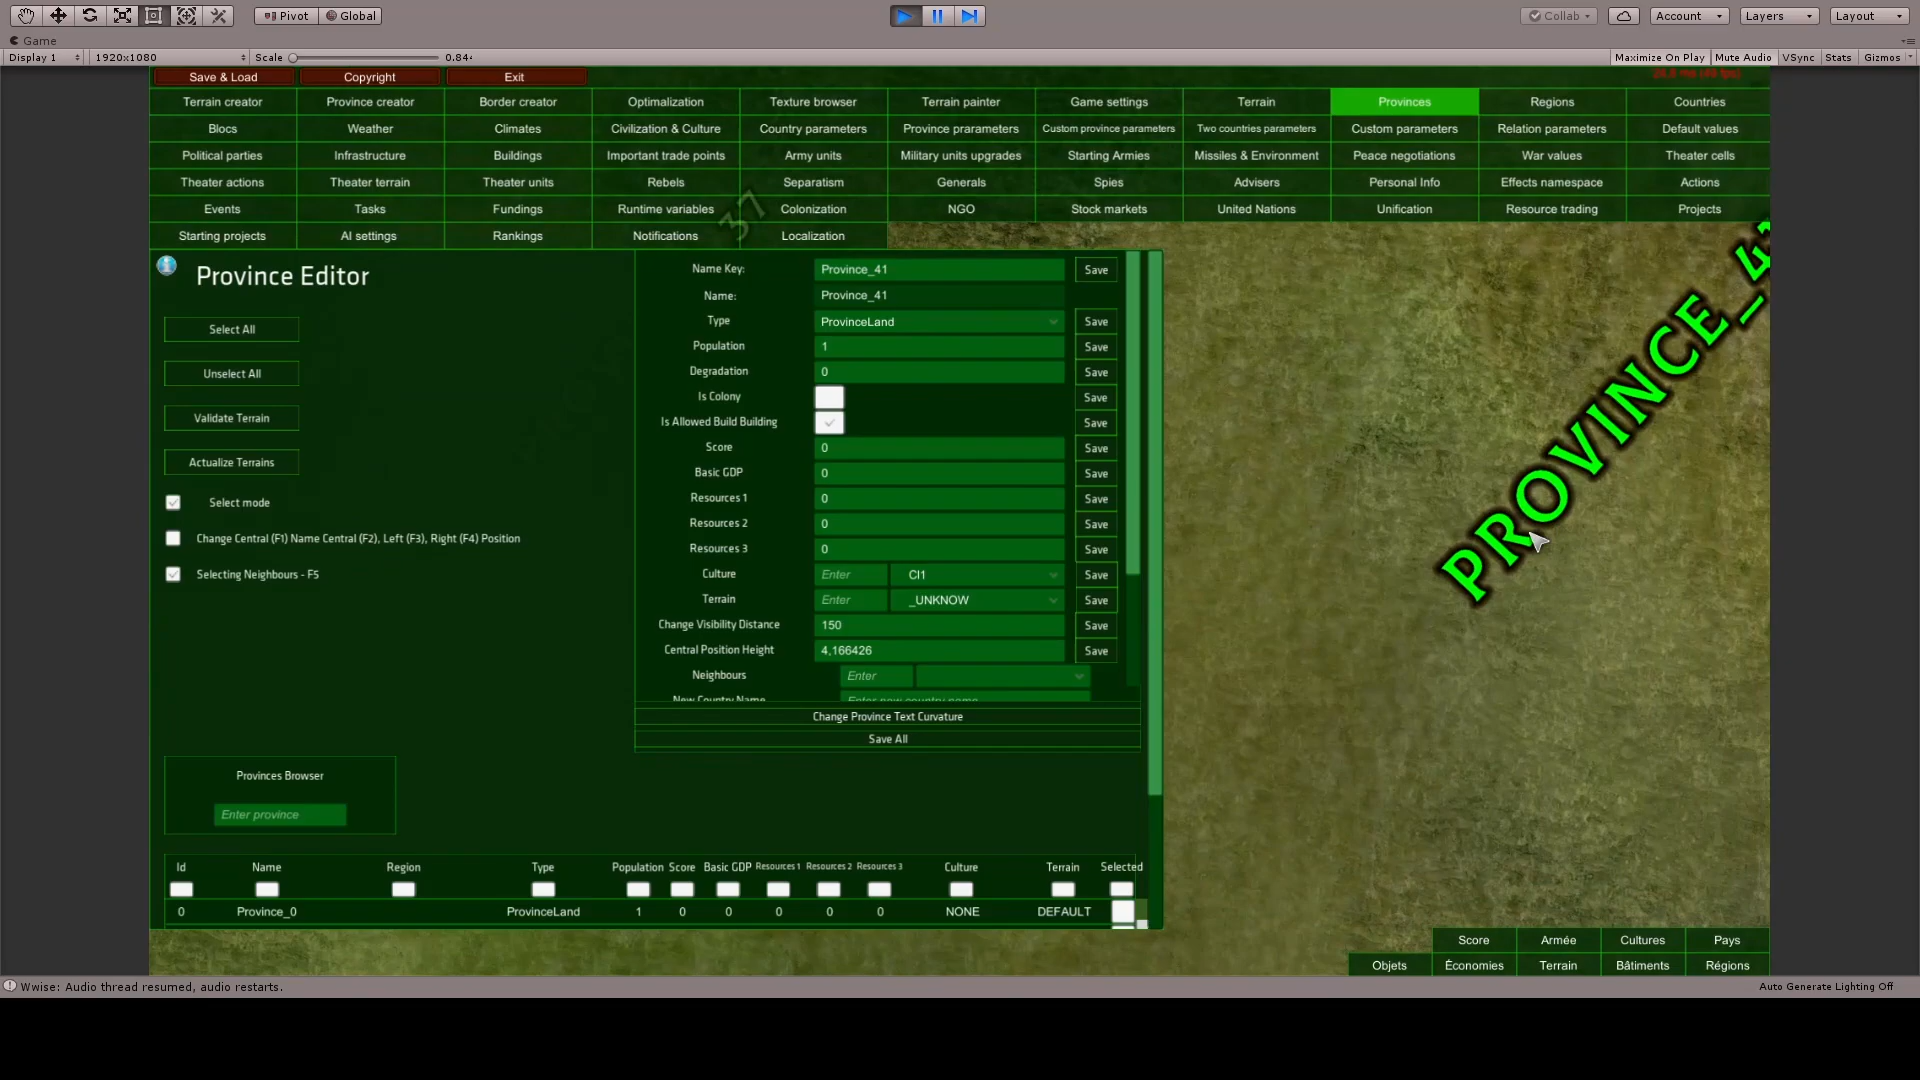 Pivot Global Collab Account Layers Layout
Game
Display 1 1920x1080 Scale 0.84 Maximize On Play Mute Audio VSync Stats Gizmos
Save & Load Copyright Exit
Terrain creator Province creator Border creator Optimalization Texture browser Terrain painter Game settings Terrain Provinces Regions Countries
Blocs Weather Climates Civilization & Culture Country parameters Province prarameters Custom province parameters Two countries parameters Custom parameters Relation parameters Default values
Political parties Infrastructure Buildings Important trade points Army units Military units upgrades Starting Armies Missiles & Environment Peace negotiations War values Theater cells
Theater actions Theater terrain Theater units Rebels Separatism Generals Spies Advisers Personal Info Effects namespace Actions
Events Tasks Fundings Runtime variables Colonization NGO Stock markets United Nations Unification Resource trading Projects
Starting projects AI settings Rankings Notifications Localization
37
Province Editor
Select All
Unselect All
Validate Terrain
Actualize Terrains
Select mode
Change Central (F1) Name Central (F2), Left (F3), Right (F4) Position
Selecting Neighbours - F5
Name Key: Province_41 Save
Name: Province_41
Type ProvinceLand Save
Population 1 Save
Degradation 0 Save
Is Colony Save
Is Allowed Build Building Save
Score 0 Save
Basic GDP 0 Save
Resources 1 0 Save
Resources 2 0 Save
Resources 3 0 Save
Culture Enter Cl1 Save
Terrain Enter _UNKNOW Save
Change Visibility Distance 150 Save
Central Position Height 4,166426 Save
Neighbours Enter
New Country Name Enter new country name
Change Province Text Curvature
Save All
PROVINCE_4
Provinces Browser
Enter province
Id Name Region Type Population Score Basic GDP Resources 1 Resources 2 Resources 3 Culture Terrain Selected
0 Province_0 ProvinceLand 1 0 0 0 0 0 NONE DEFAULT
Score Armée Cultures Pays
Objets Économies Terrain Bâtiments Régions
Wwise: Audio thread resumed, audio restarts. Auto Generate Lighting Off